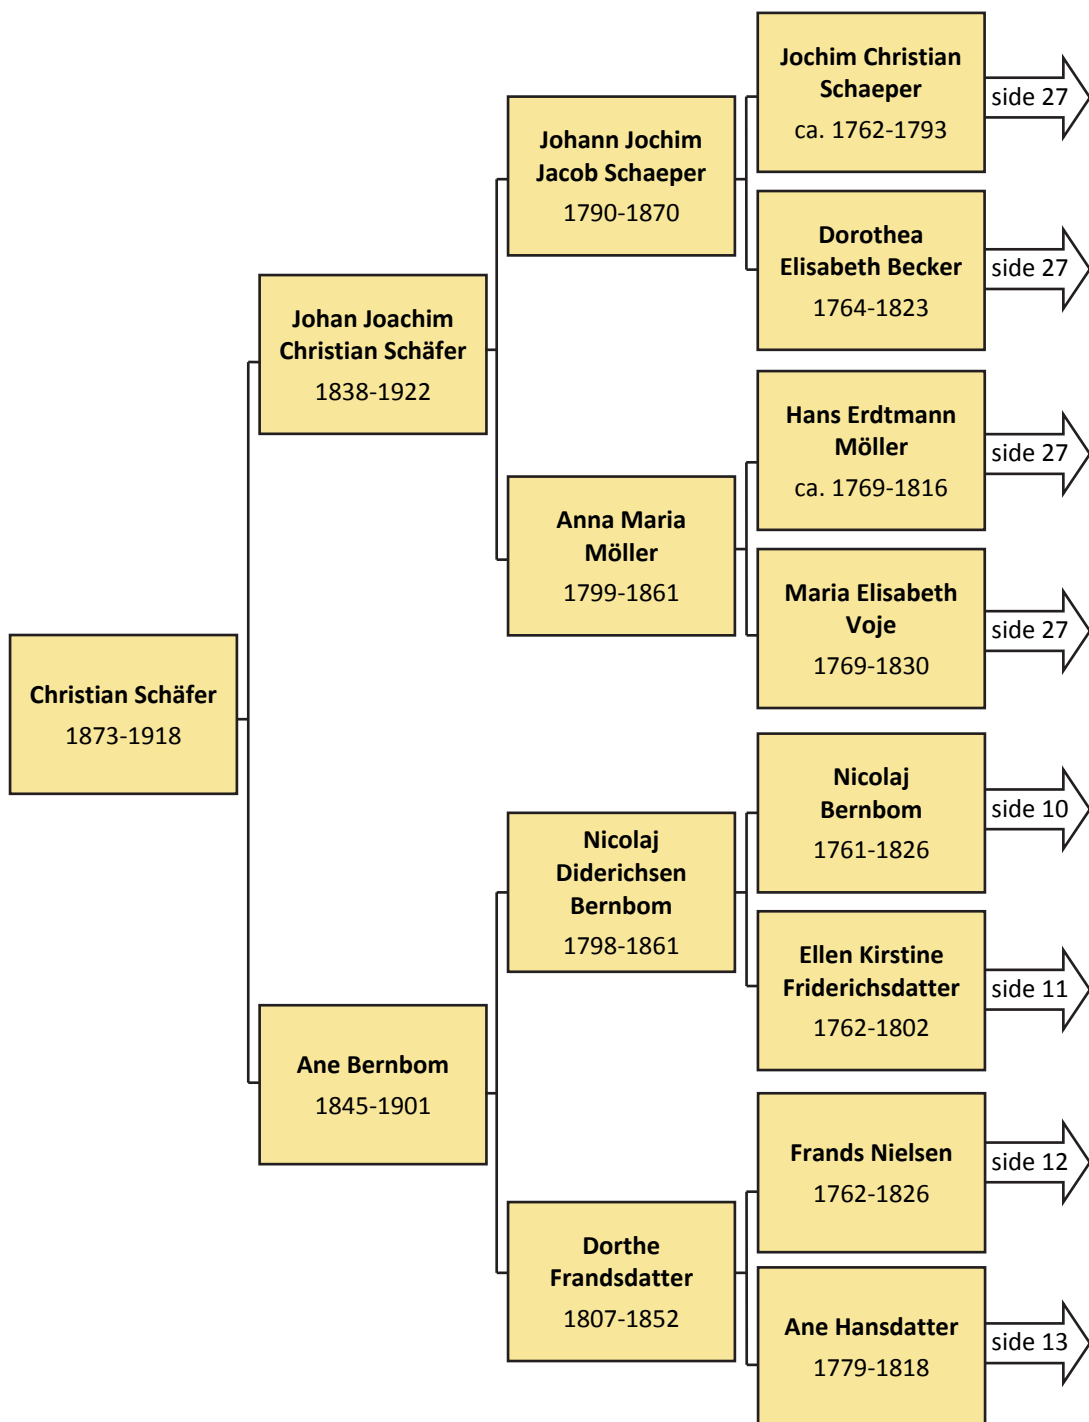 Jochim Christian
Schaeper
ca. 1762-1793
side 27
Johann Jochim
Jacob Schaeper
1790-1870
Dorothea
Elisabeth Becker
1764-1823
side 27
Johan Joachim
Christian Schäfer
1838-1922
Hans Erdtmann
Möller
ca. 1769-1816
side 27
Anna Maria
Möller
1799-1861
Maria Elisabeth
Voje
1769-1830
side 27
Christian Schäfer
1873-1918
Nicolaj
Bernbom
1761-1826
side 10
Nicolaj
Diderichsen
Bernbom
1798-1861
Ellen Kirstine
Friderichsdatter
1762-1802
side 11
Ane Bernbom
1845-1901
Frands Nielsen
1762-1826
side 12
Dorthe
Frandsdatter
1807-1852
Ane Hansdatter
1779-1818
side 13